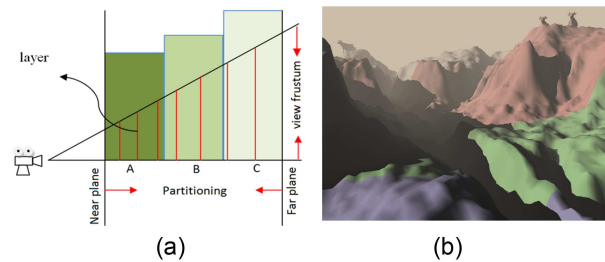 layer
view frustum
A B C
Near plane
Partitioning
Far plane
(a)
(b)